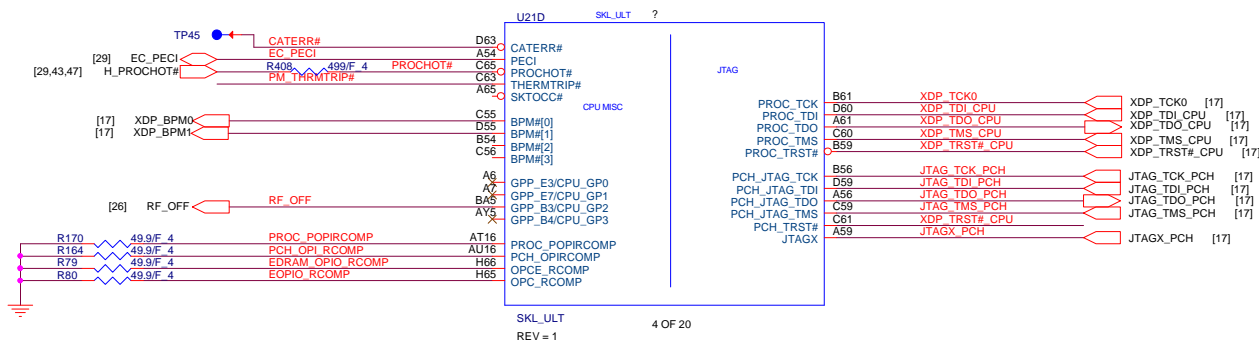 U21D
SKL_ULT ?
TP45
CATERR# D63 CATERR#
[29] EC_PECI EC_PECI A54 PECI
[29,43,47] H_PROCHOT# R408 499/F_4 PROCHOT# C65 PROCHOT#
PM_THRMTRIP# C63 THERMTRIP#
A65 SKTOCC#
JTAG
CPU MISC
[17] XDP_BPM0 C55 BPM#[0]
[17] XDP_BPM1 D55 BPM#[1]
B54 BPM#[2]
C56 BPM#[3]
A6 GPP_E3/CPU_GP0
A7 GPP_E7/CPU_GP1
[26] RF_OFF RF_OFF BA5 GPP_B3/CPU_GP2
AY5 GPP_B4/CPU_GP3
R170 49.9/F_4 PROC_POPIRCOMP AT16 PROC_POPIRCOMP
R164 49.9/F_4 PCH_OPI_RCOMP AU16 PCH_OPIRCOMP
R79 49.9/F_4 EDRAM_OPIO_RCOMP H66 OPCE_RCOMP
R80 49.9/F_4 EOPIO_RCOMP H65 OPC_RCOMP
PROC_TCK B61 XDP_TCK0 XDP_TCK0 [17]
PROC_TDI D60 XDP_TDI_CPU XDP_TDI_CPU [17]
PROC_TDO A61 XDP_TDO_CPU XDP_TDO_CPU [17]
PROC_TMS C60 XDP_TMS_CPU XDP_TMS_CPU [17]
PROC_TRST# B59 XDP_TRST#_CPU XDP_TRST#_CPU [17]
PCH_JTAG_TCK B56 JTAG_TCK_PCH JTAG_TCK_PCH [17]
PCH_JTAG_TDI D59 JTAG_TDI_PCH JTAG_TDI_PCH [17]
PCH_JTAG_TDO A56 JTAG_TDO_PCH JTAG_TDO_PCH [17]
PCH_JTAG_TMS C59 JTAG_TMS_PCH JTAG_TMS_PCH [17]
PCH_TRST# C61 XDP_TRST#_CPU
JTAGX A59 JTAGX_PCH JTAGX_PCH [17]
SKL_ULT
REV = 1
4 OF 20